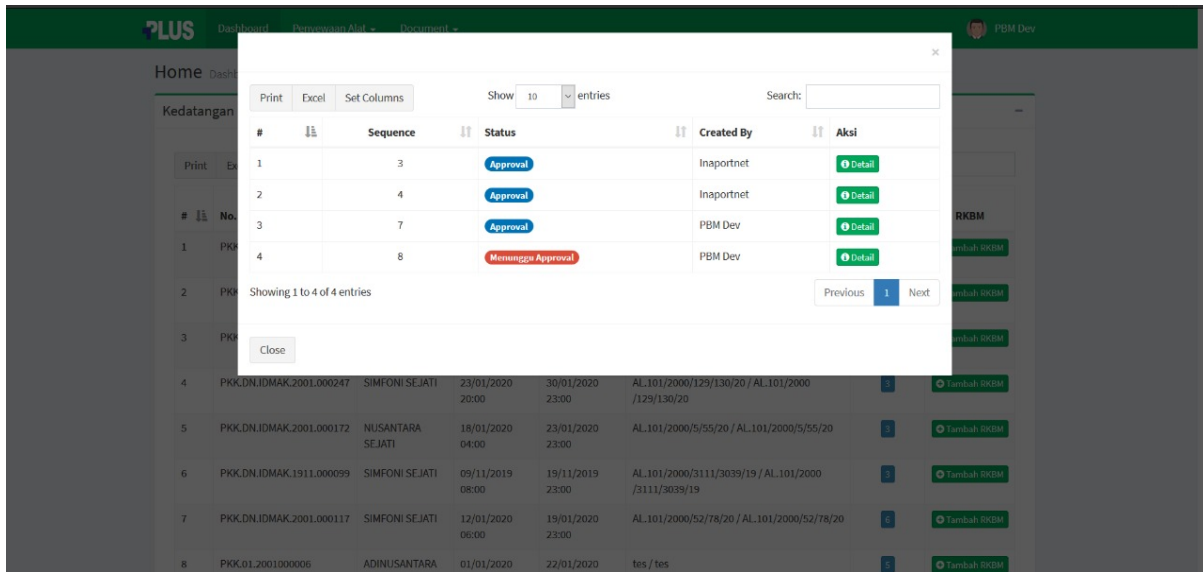 PLUS Dashboard Penyewaan Alat Document PBM Dev
×
Home
Kedatangan
Print Excel Set Columns Show 10 entries Search:
# Sequence Status Created By Aksi
1 3 Approval Inaportnet Detail
2 4 Approval Inaportnet Detail
3 7 Approval PBM Dev Detail
4 8 Menunggu Approval PBM Dev Detail
Showing 1 to 4 of 4 entries Previous 1 Next
Close
Print
# No. RKBM
1 RKBM
2 RKBM
3 RKBM
4 PKK.DN.IDMAK.2001.000247 SIMFONI SEJATI 23/01/2020 30/01/2020 AL.101/2000/129/130/20 / AL.101/2000 3 Tambah RKBM
20:00 23:00 /129/130/20
5 PKK.DN.IDMAK.2001.000172 NUSANTARA 18/01/2020 23/01/2020 AL.101/2000/5/55/20 / AL.101/2000/5/55/20 3 Tambah RKBM
SEJATI 04:00 23:00
6 PKK.DN.IDMAK.1911.000099 SIMFONI SEJATI 09/11/2019 19/11/2019 AL.101/2000/3111/3039/19 / AL.101/2000 3 Tambah RKBM
08:00 23:00 /3111/3039/19
7 PKK.DN.IDMAK.2001.000117 SIMFONI SEJATI 12/01/2020 19/01/2020 AL.101/2000/52/78/20 / AL.101/2000/52/78/20 6 Tambah RKBM
06:00 23:00
8 PKK.01.2001000006 ADINUSANTARA 01/01/2020 22/01/2020 tes / tes 5 Tambah RKBM